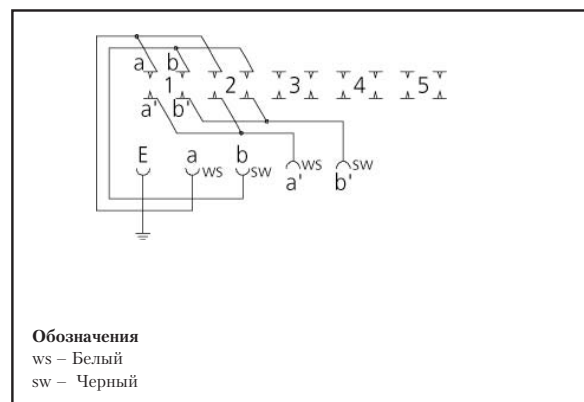 a b
1 2 3 4 5
a' b'
E a b
ws sw ws sw
a' b'
Обозначения
ws – Белый
sw – Черный